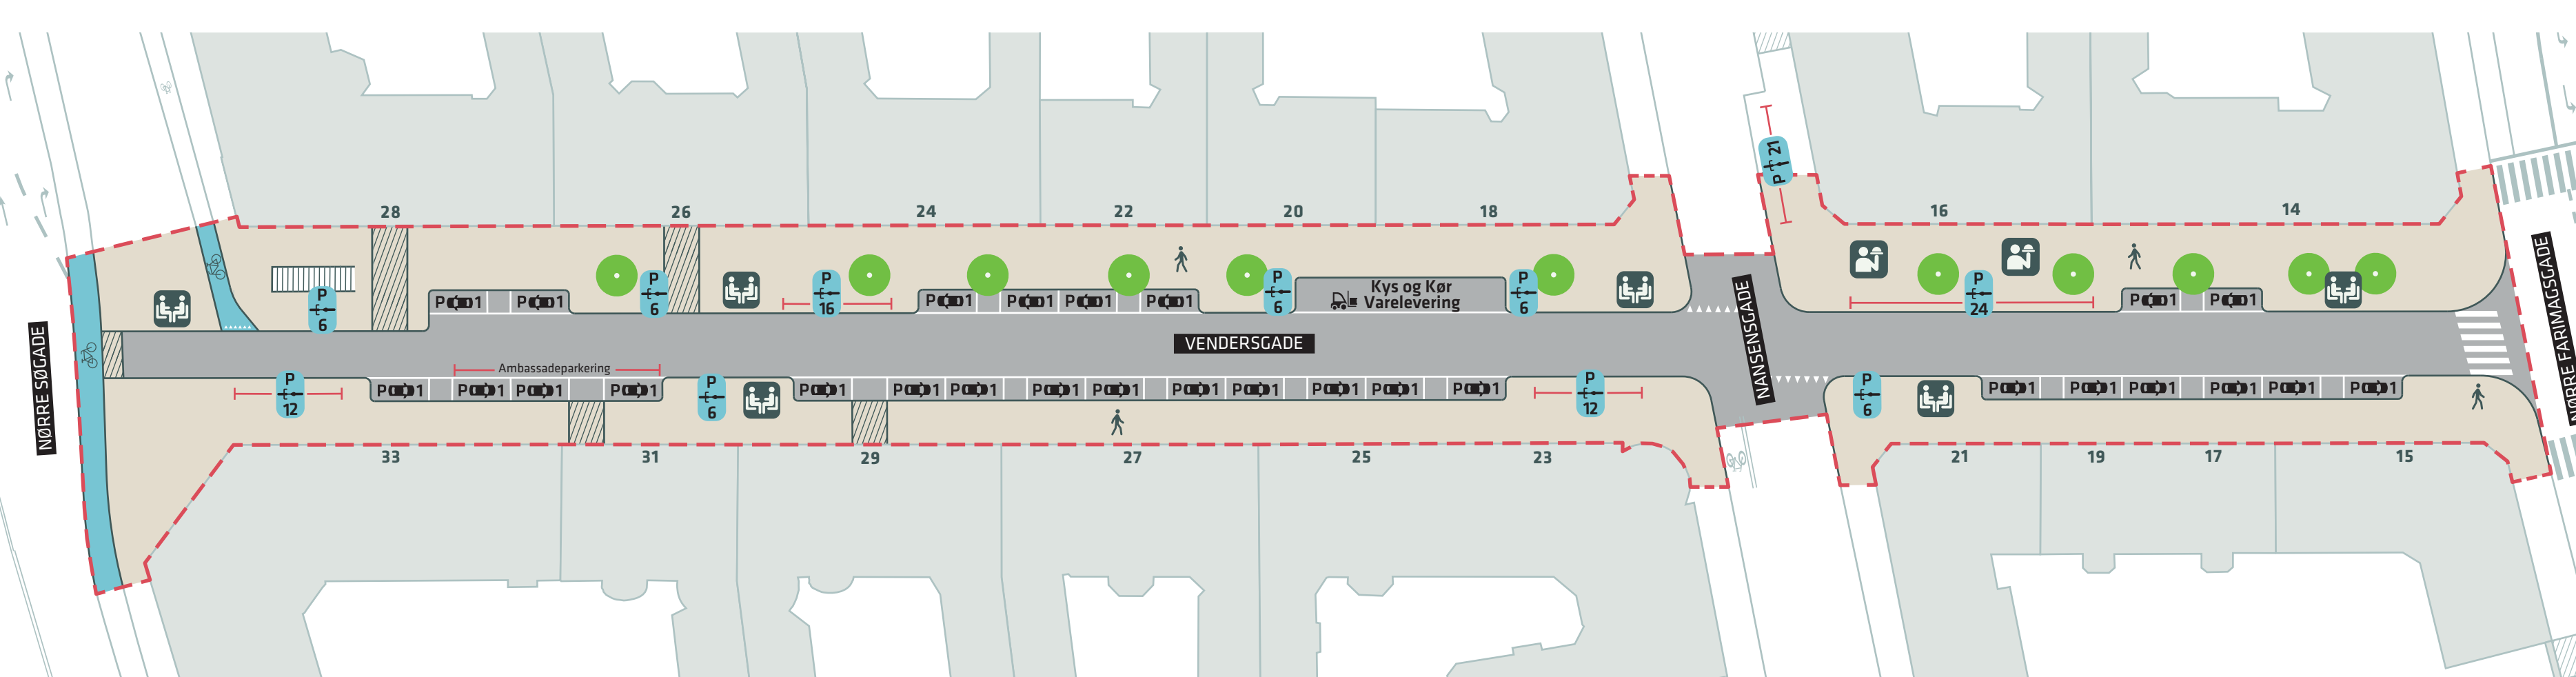 P 21
28
26
24
22
20
18
16
14
P
6
P 1
P 1
P
6
P
16
P 1
P 1
P 1
P 1
P
6
Kys og Kør
Varelevering
P
6
P
24
P 1
P 1
NØRRE SØGADE
VENDERSGADE
NANSENSGADE
NØRRE FARIMAGSGADE
Ambassadeparkering
P
12
P 1
P 1
P 1
P 1
P
6
P 1
P 1
P 1
P 1
P 1
P 1
P 1
P 1
P 1
P 1
P
12
P
6
P 1
P 1
P 1
P 1
P 1
P 1
33
31
29
27
25
23
21
19
17
15